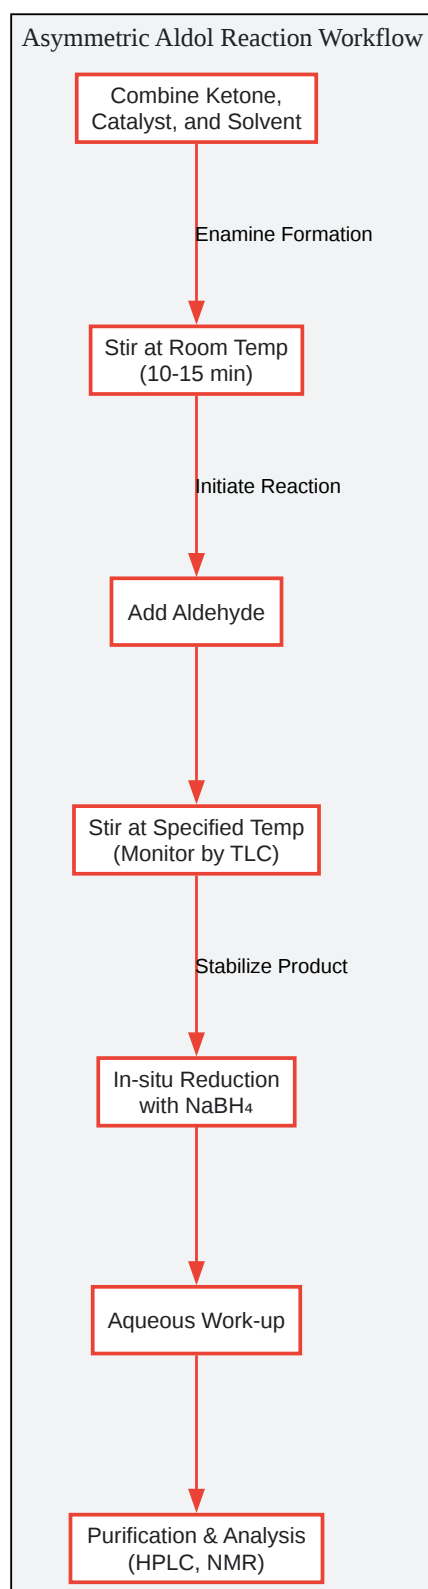 Asymmetric Aldol Reaction Workflow
Combine Ketone,
Catalyst, and Solvent
Enamine Formation
Stir at Room Temp
(10-15 min)
Initiate Reaction
Add Aldehyde
Stir at Specified Temp
(Monitor by TLC)
Stabilize Product
In-situ Reduction
with NaBH₄
Aqueous Work-up
Purification & Analysis
(HPLC, NMR)